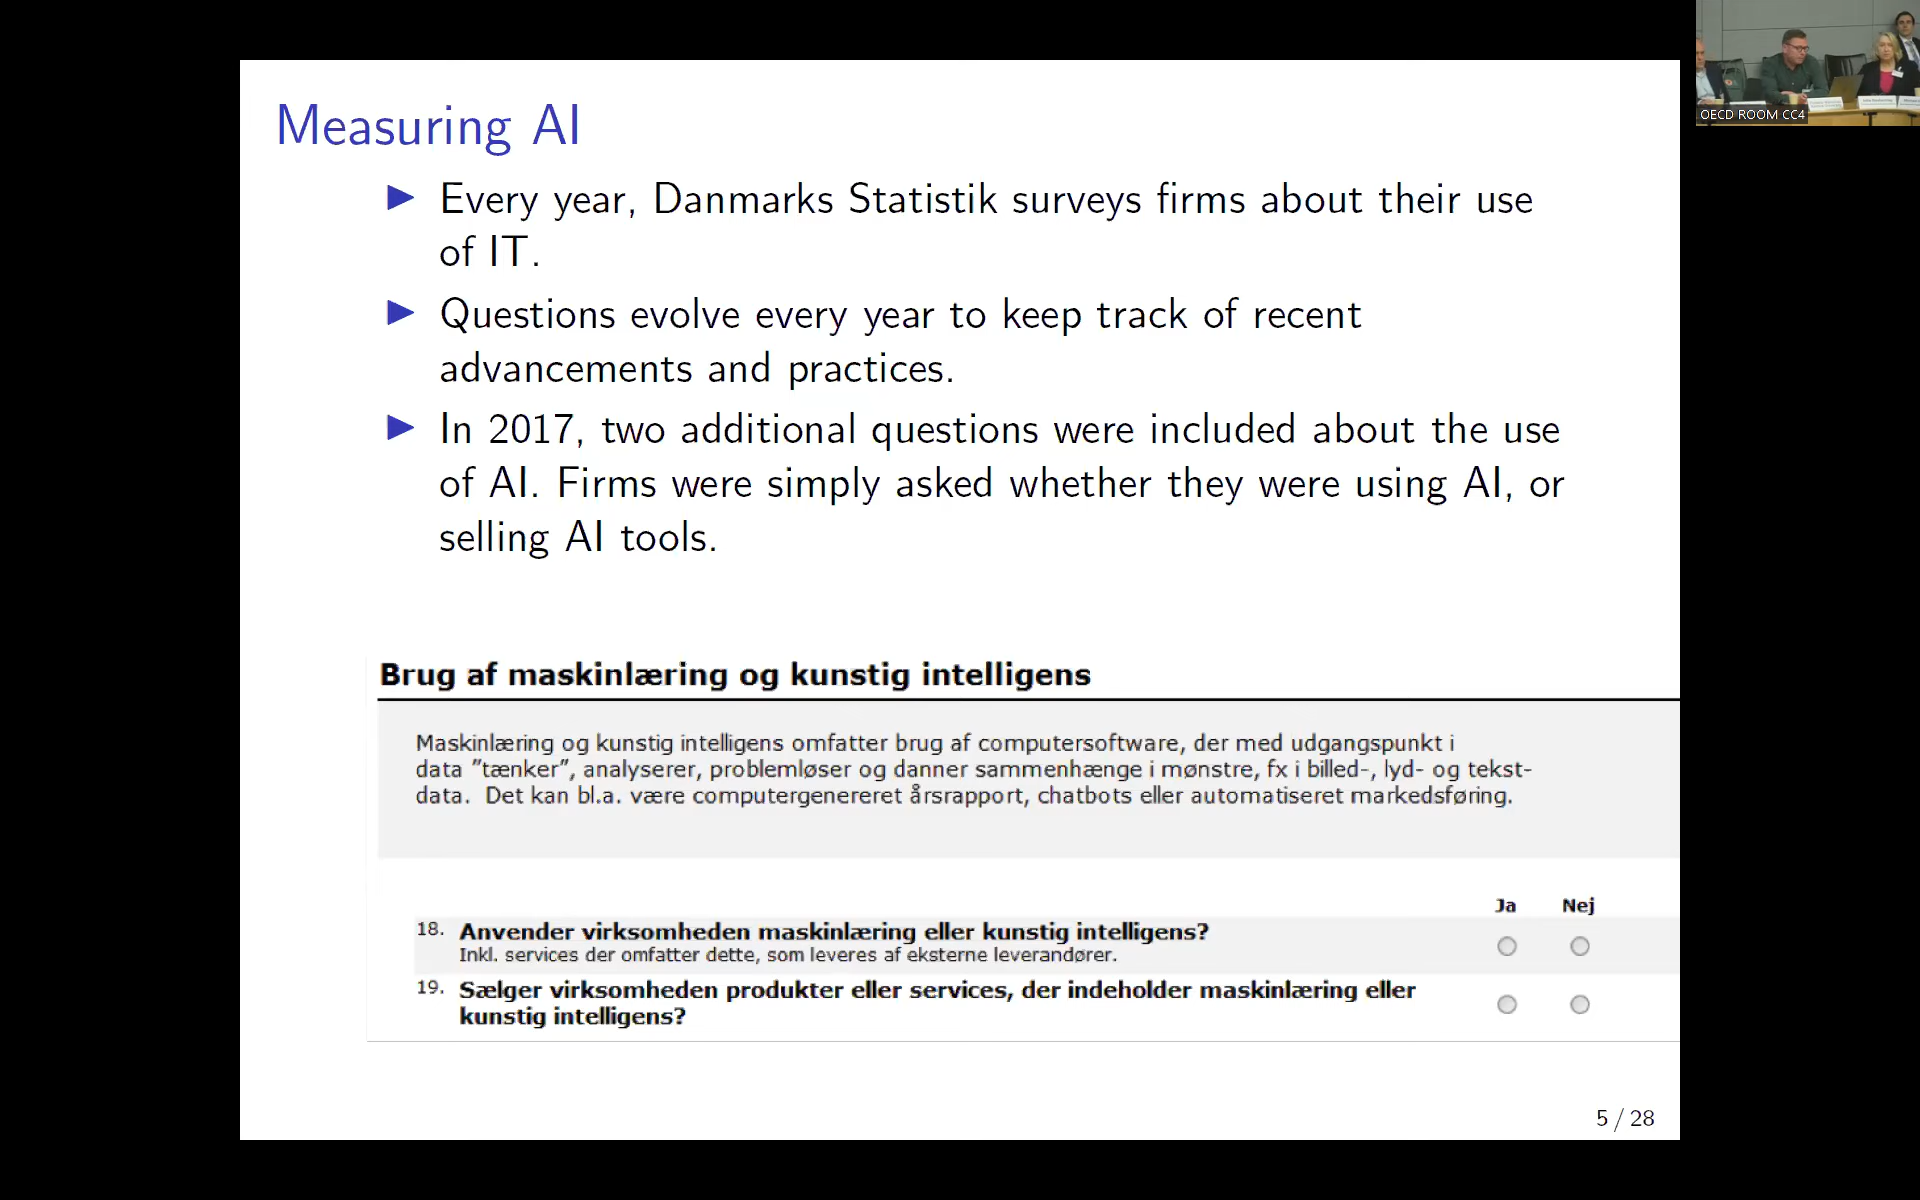 Measuring AI
Every year, Danmarks Statistik surveys firms about their use
of IT.
Questions evolve every year to keep track of recent
advancements and practices.
In 2017, two additional questions were included about the use
of AI. Firms were simply asked whether they were using AI, or
selling AI tools.
Brug af maskinlæring og kunstig intelligens
Maskinlæring og kunstig intelligens omfatter brug af computersoftware, der med udgangspunkt i
data ”tænker”, analyserer, problemløser og danner sammenhænge i mønstre, fx i billed-, lyd- og tekst-
data. Det kan bl.a. være computergenereret årsrapport, chatbots eller automatiseret markedsføring.
Ja Nej
18. Anvender virksomheden maskinlæring eller kunstig intelligens?
Inkl. services der omfatter dette, som leveres af eksterne leverandører.
19. Sælger virksomheden produkter eller services, der indeholder maskinlæring eller
kunstig intelligens?
5 / 28
OECD ROOM CC4